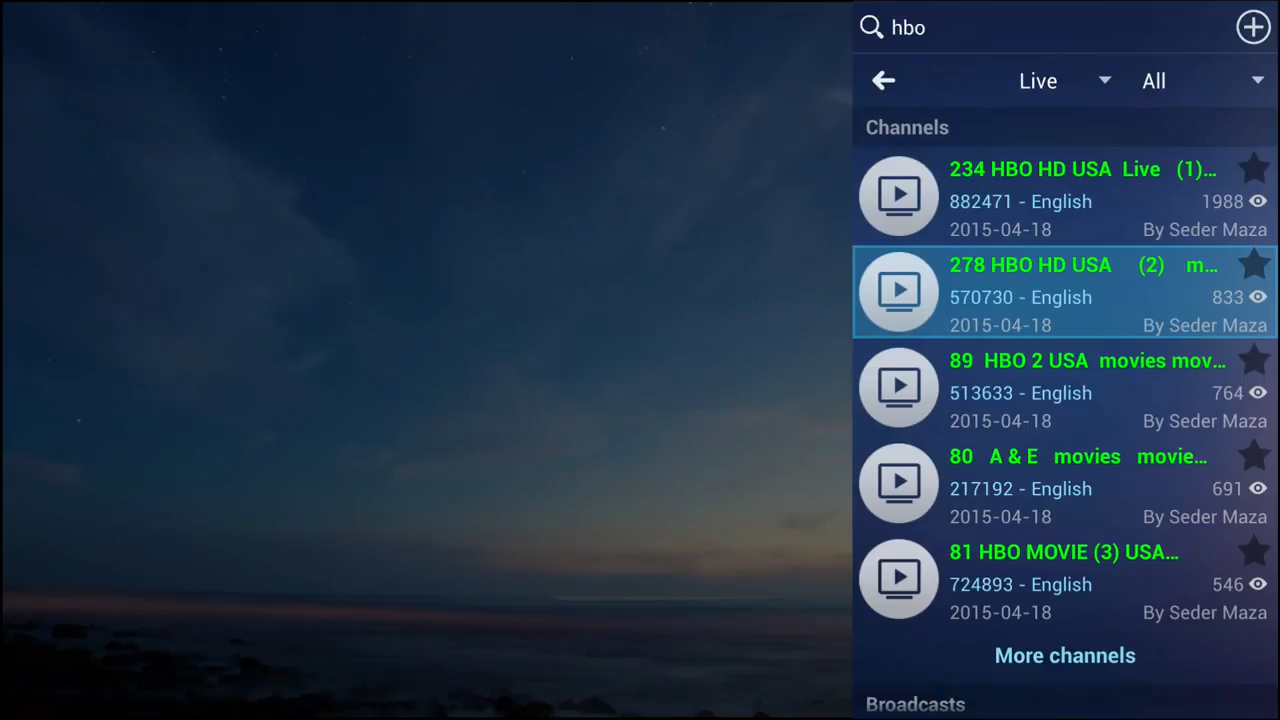 hbo
Live All
Channels
234 HBO HD USA Live (1)...
882471 - English 1988
2015-04-18 By Seder Maza
278 HBO HD USA (2) m...
570730 - English 833
2015-04-18 By Seder Maza
89 HBO 2 USA movies mov...
513633 - English 764
2015-04-18 By Seder Maza
80 A & E movies movie...
217192 - English 691
2015-04-18 By Seder Maza
81 HBO MOVIE (3) USA...
724893 - English 546
2015-04-18 By Seder Maza
More channels
Broadcasts